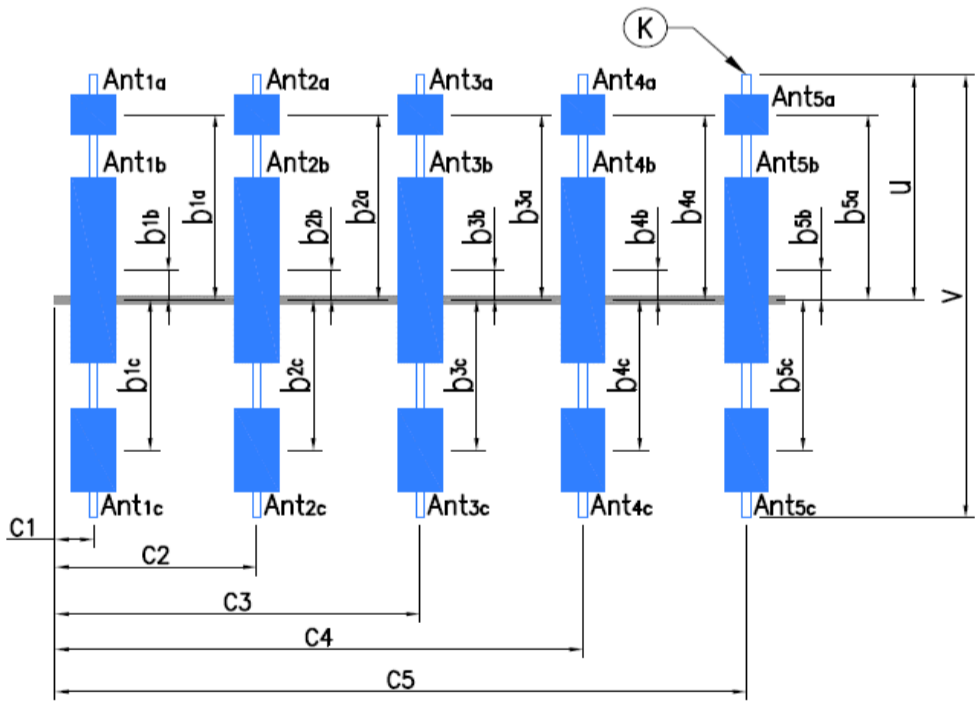 K
Ant1a Ant2a Ant3a Ant4a Ant5a
Ant1b Ant2b Ant3b Ant4b Ant5b
b1b b1a b2b b2a b3b b3a b4b b4a b5b b5a u
v
b1c b2c b3c b4c b5c
Ant1c Ant2c Ant3c Ant4c Ant5c
C1
C2
C3
C4
C5